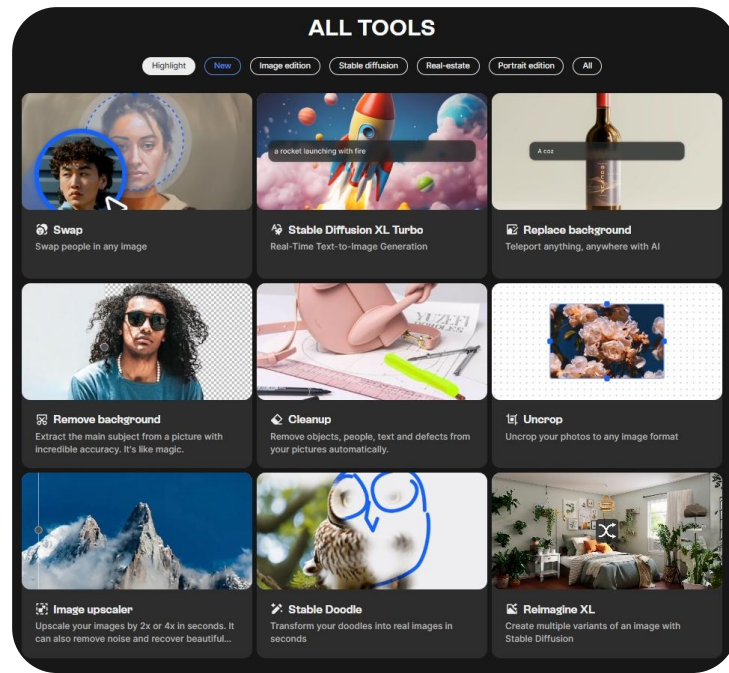 ALL TOOLS
Highlight
New
Image edition
Stable diffusion
Real-estate
Portrait edition
All
a rocket launching with fire
A coz
Swap
Swap people in any image
Stable Diffusion XL Turbo
Real-Time Text-to-Image Generation
Replace background
Teleport anything, anywhere with AI
YUZEFI
Remove background
Extract the main subject from a picture with
incredible accuracy. It's like magic.
Cleanup
Remove objects, people, text and defects from
your pictures automatically.
Uncrop
Uncrop your photos to any image format
Image upscaler
Upscale your images by 2x or 4x in seconds. It
can also remove noise and recover beautiful...
Stable Doodle
Transform your doodles into real images in
seconds
Reimagine XL
Create multiple variants of an image with
Stable Diffusion